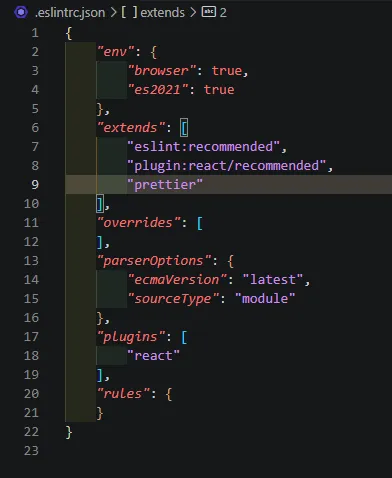 .eslintrc.json > [ ] extends > abc 2
1 {
2 "env": {
3 "browser": true,
4 "es2021": true
5 },
6 "extends": [
7 "eslint:recommended",
8 "plugin:react/recommended",
9 "prettier"
10 ],
11 "overrides": [
12 ],
13 "parserOptions": {
14 "ecmaVersion": "latest",
15 "sourceType": "module"
16 },
17 "plugins": [
18 "react"
19 ],
20 "rules": {
21 }
22 }
23